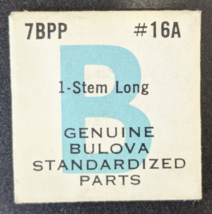 7BPP #16A
B
1-Stem Long
GENUINE
BULOVA
STANDARDIZED
PARTS